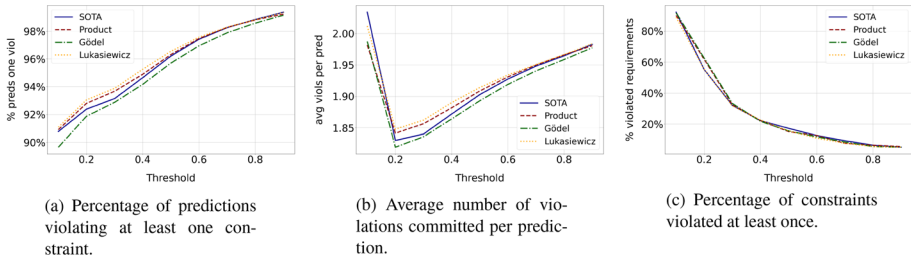 % preds one viol
98%
96%
94%
92%
90%
SOTA
Product
Gödel
Lukasiewicz
0.2 0.4 0.6 0.8
Threshold
(a) Percentage of predictions
violating at least one con-
straint.
avg viols per pred
2.00
1.95
1.90
1.85
SOTA
Product
Gödel
Lukasiewicz
0.2 0.4 0.6 0.8
Threshold
(b) Average number of vio-
lations committed per predic-
tion.
% violated requirements
80%
60%
40%
20%
SOTA
Product
Gödel
Lukasiewicz
0.2 0.4 0.6 0.8
Threshold
(c) Percentage of constraints
violated at least once.